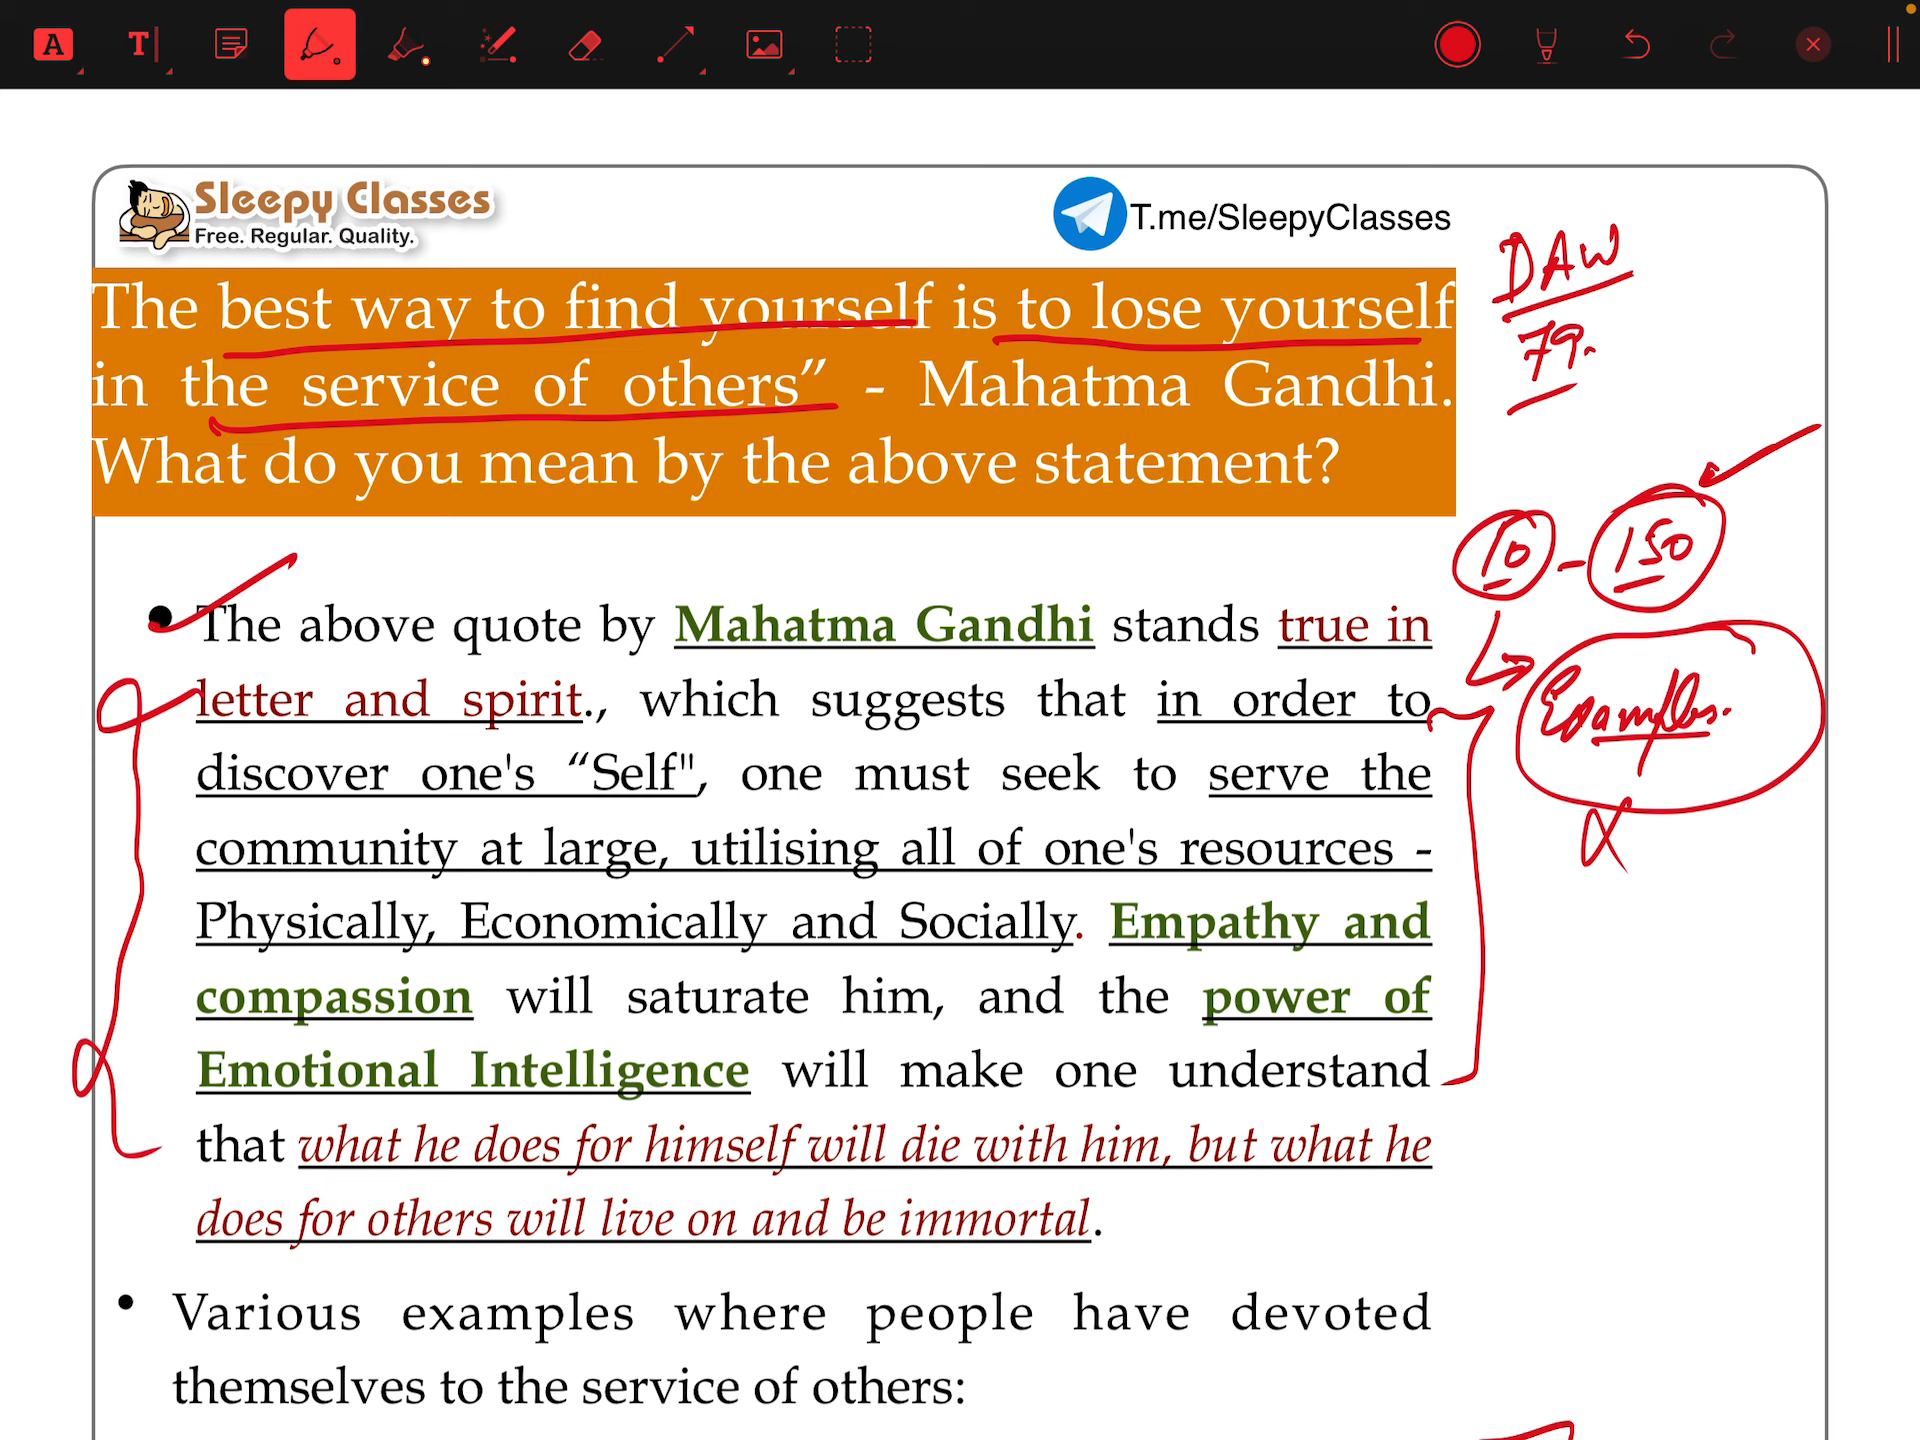 A
T
Sleepy Classes
Free. Regular. Quality.
T.me/SleepyClasses
DAW
79.
The best way to find yourself is to lose yourself
in the service of others” - Mahatma Gandhi.
What do you mean by the above statement?
10 - 150
Examples.
• The above quote by Mahatma Gandhi stands true in
letter and spirit., which suggests that in order to
discover one's “Self", one must seek to serve the
community at large, utilising all of one's resources -
Physically, Economically and Socially. Empathy and
compassion will saturate him, and the power of
Emotional Intelligence will make one understand
that what he does for himself will die with him, but what he
does for others will live on and be immortal.
• Various examples where people have devoted
themselves to the service of others: